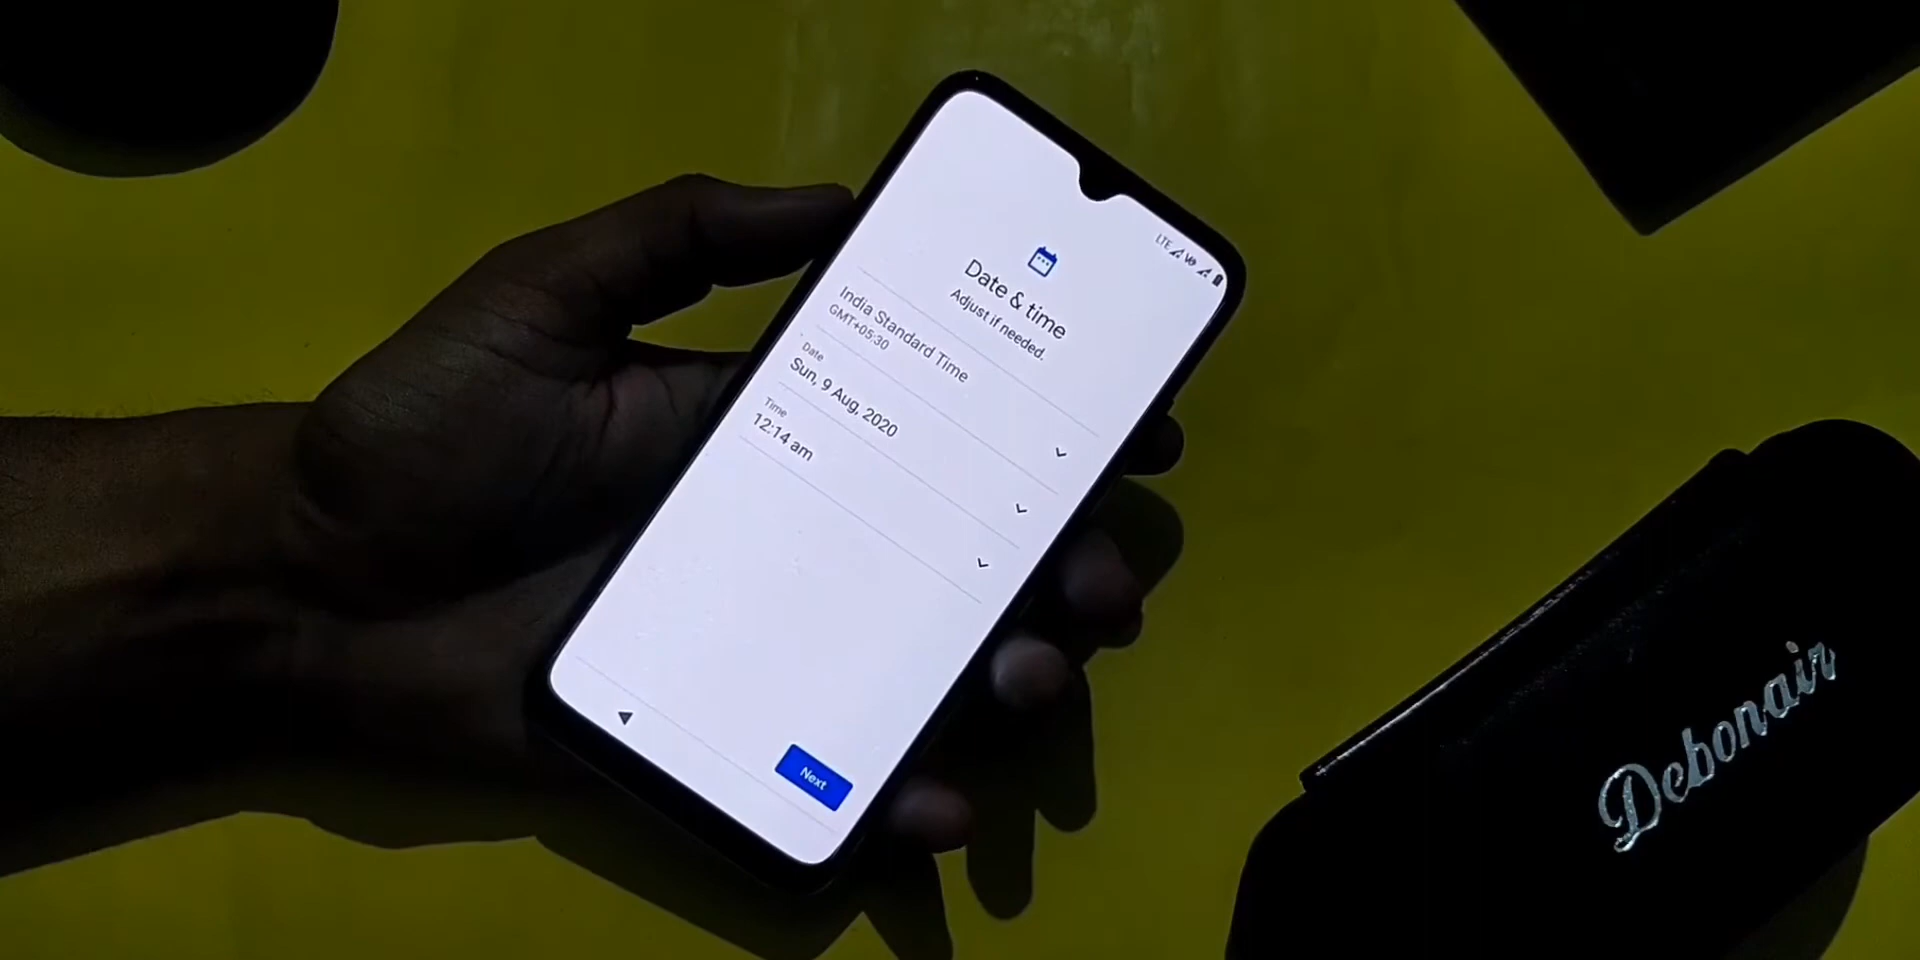 LTE
Date & time
Adjust if needed.
India Standard Time
GMT+05:30
Date
Sun, 9 Aug, 2020
Time
12:14 am
Next
Debonair